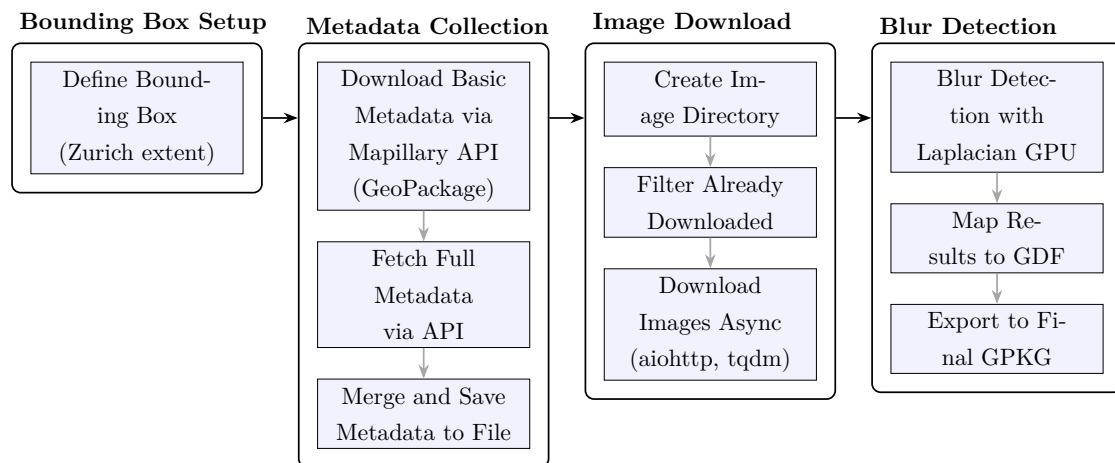 Bounding Box Setup
Define Bound-
ing Box
(Zurich extent)
Metadata Collection
Download Basic
Metadata via
Mapillary API
(GeoPackage)
Fetch Full
Metadata
via API
Merge and Save
Metadata to File
Image Download
Create Im-
age Directory
Filter Already
Downloaded
Download
Images Async
(aiohttp, tqdm)
Blur Detection
Blur Detec-
tion with
Laplacian GPU
Map Re-
sults to GDF
Export to Fi-
nal GPKG